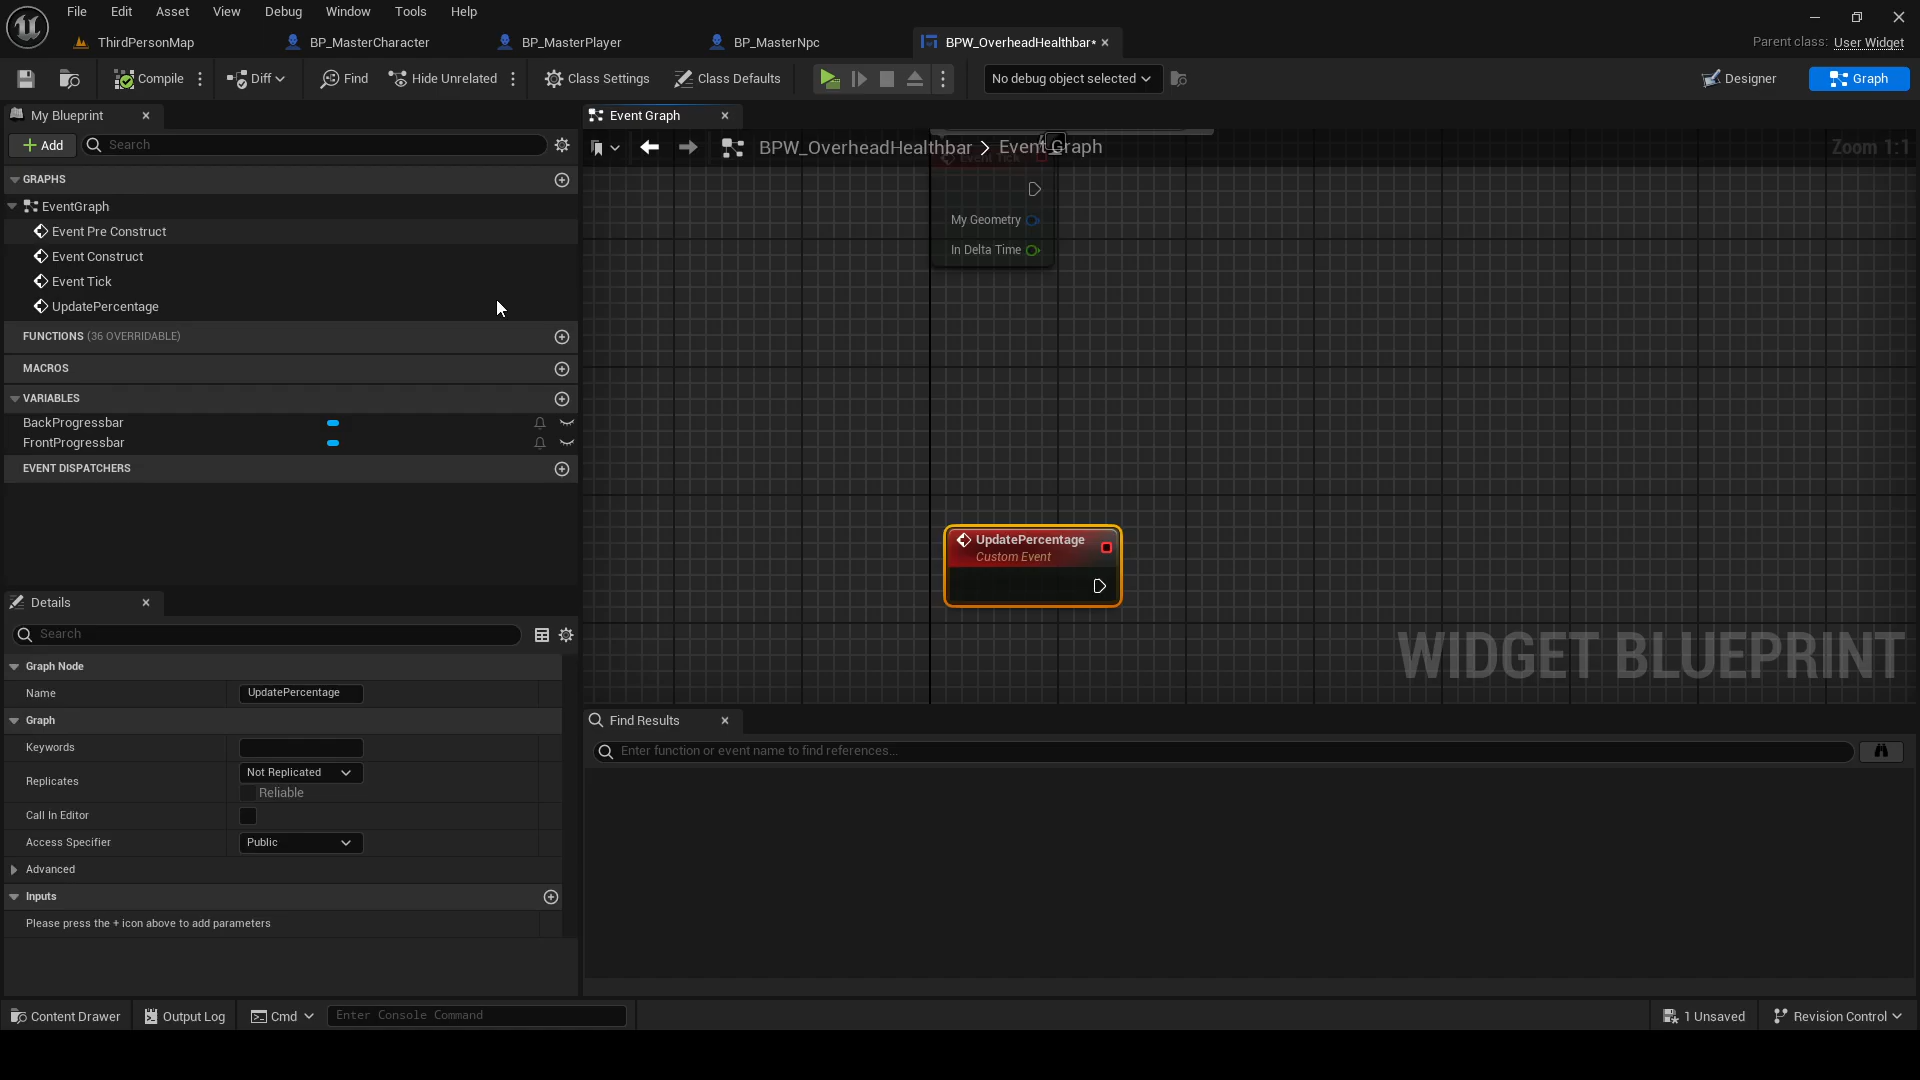 File Edit Asset View Debug Window Tools Help
ThirdPersonMap BP_MasterCharacter BP_MasterPlayer BP_MasterNpc BPW_OverheadHealthbar* Parent class: User Widget
Compile Diff Find Hide Unrelated Class Settings Class Defaults No debug object selected Designer Graph
My Blueprint
Add Search
GRAPHS
EventGraph
Event Pre Construct
Event Construct
Event Tick
UpdatePercentage
FUNCTIONS (36 OVERRIDABLE)
MACROS
VARIABLES
BackProgressbar
FrontProgressbar
EVENT DISPATCHERS
Details
Search
Graph Node
Name UpdatePercentage
Graph
Keywords
Replicates Not Replicated
Reliable
Call In Editor
Access Specifier Public
Advanced
Inputs
Please press the + icon above to add parameters
Event Graph
BPW_OverheadHealthbar > Event Graph Zoom 1:1
Event Tick
My Geometry
In Delta Time
UpdatePercentage
Custom Event
WIDGET BLUEPRINT
Find Results
Enter function or event name to find references...
Content Drawer Output Log Cmd Enter Console Command 1 Unsaved Revision Control